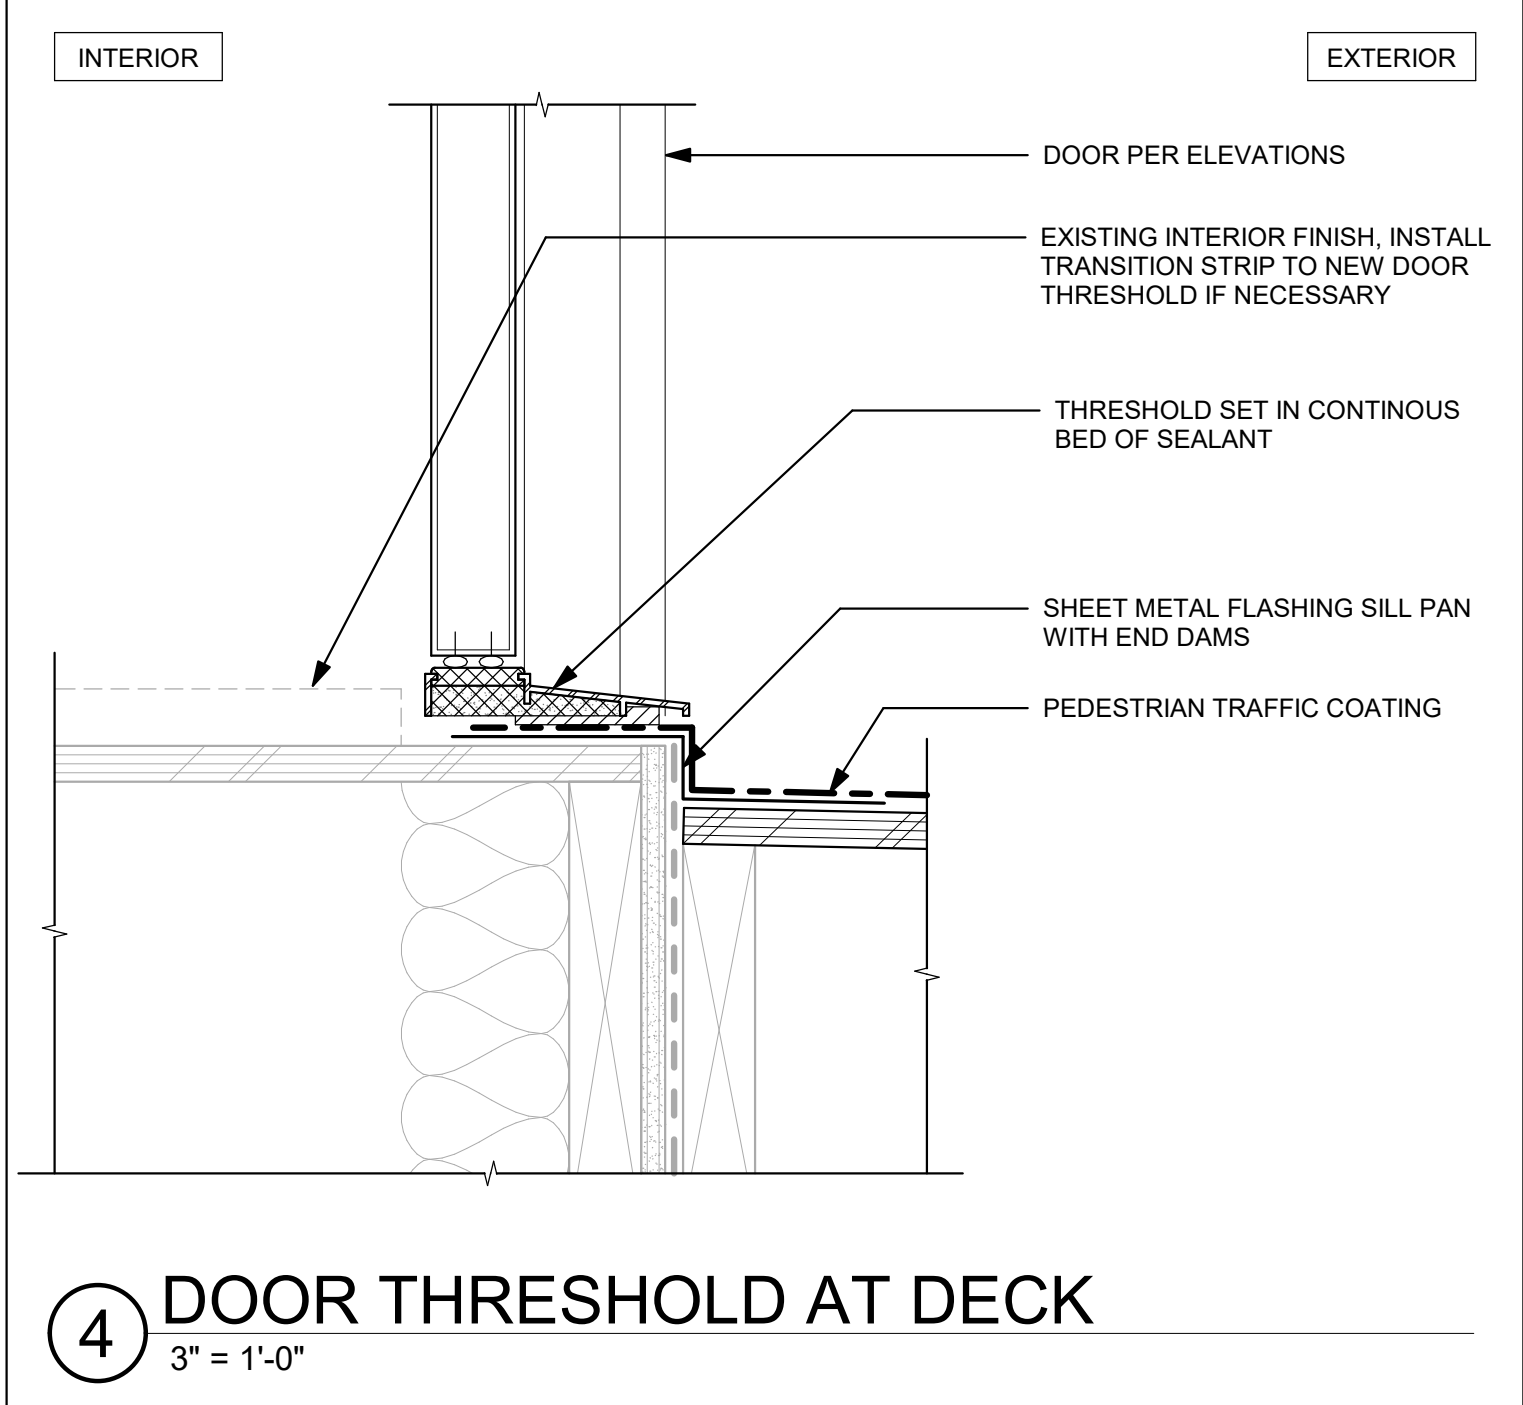 INTERIOR
EXTERIOR
DOOR PER ELEVATIONS
EXISTING INTERIOR FINISH, INSTALL
TRANSITION STRIP TO NEW DOOR
THRESHOLD IF NECESSARY
THRESHOLD SET IN CONTINOUS
BED OF SEALANT
SHEET METAL FLASHING SILL PAN
WITH END DAMS
PEDESTRIAN TRAFFIC COATING
4
DOOR THRESHOLD AT DECK
3" = 1'-0"